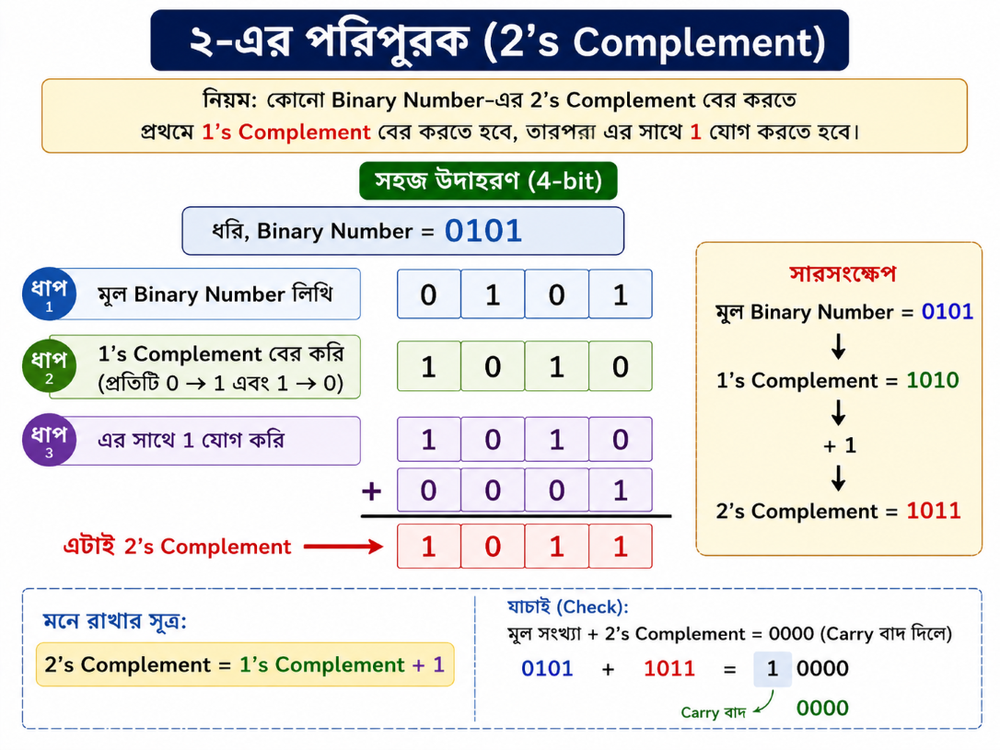 ২-এর পরিপুরক (2's Complement)
নিয়ম: কোনো Binary Number-এর 2's Complement বের করতে
প্রথমে 1's Complement বের করতে হবে, তারপরা এর সাথে 1 যোগ করতে হবে।
সহজ উদাহরণ (4-bit)
ধরি, Binary Number = 0101
ধাপ 1
মূল Binary Number লিখি
0 1 0 1
ধাপ 2
1's Complement বের করি
(প্রতিটি 0 → 1 এবং 1 → 0)
1 0 1 0
ধাপ 3
এর সাথে 1 যোগ করি
1 0 1 0
+ 0 0 0 1
এটাই 2's Complement →
1 0 1 1
সারসংক্ষেপ
মূল Binary Number = 0101
↓
1's Complement = 1010
↓
+ 1
↓
2's Complement = 1011
মনে রাখার সূত্র:
2's Complement = 1's Complement + 1
যাচাই (Check):
মূল সংখ্যা + 2's Complement = 0000 (Carry বাদ দিলে)
0101 + 1011 = 1 0000
Carry বাদ 0000